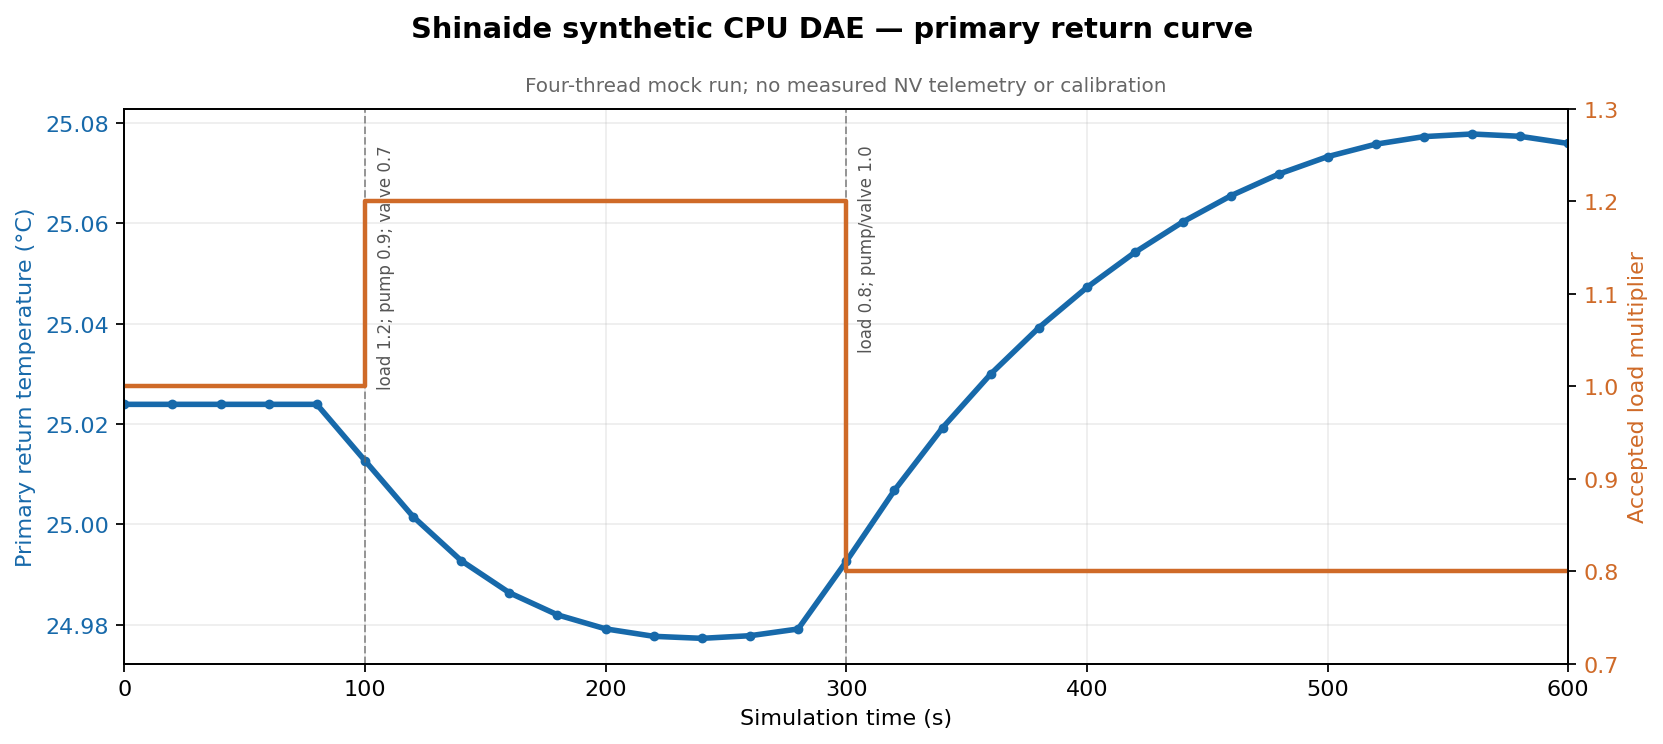 Shinaide synthetic CPU DAE — primary return curve
Four-thread mock run; no measured NV telemetry or calibration
Primary return temperature (°C)
25.08
25.06
25.04
25.02
25.00
24.98
load 1.2; pump 0.9; valve 0.7
load 0.8; pump/valve 1.0
1.3
1.2
1.1
1.0
0.9
0.8
0.7
Accepted load multiplier
0 100 200 300 400 500 600
Simulation time (s)